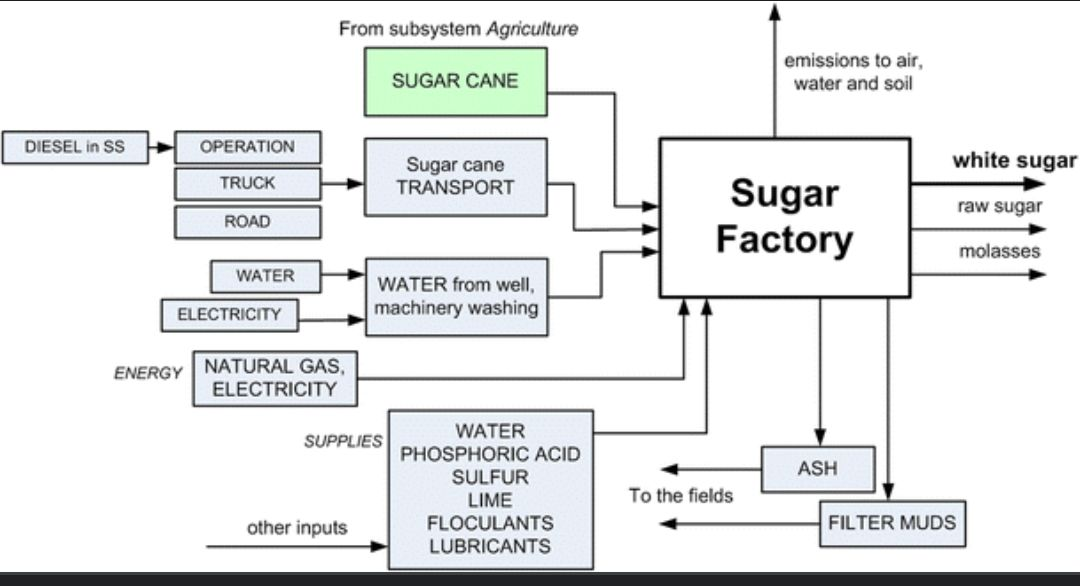 From subsystem Agriculture
SUGAR CANE
emissions to air,
water and soil
DIESEL in SS
OPERATION
TRUCK
ROAD
Sugar cane
TRANSPORT
Sugar
Factory
white sugar
raw sugar
molasses
WATER
ELECTRICITY
WATER from well,
machinery washing
ENERGY
NATURAL GAS,
ELECTRICITY
SUPPLIES
WATER
PHOSPHORIC ACID
SULFUR
LIME
FLOCULANTS
LUBRICANTS
other inputs
ASH
To the fields
FILTER MUDS